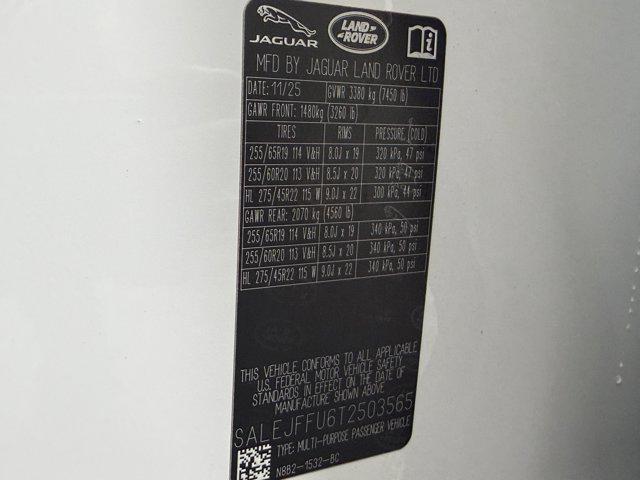 JAGUAR
LAND ROVER
MFD BY JAGUAR LAND ROVER LTD
DATE: 11/25 GVWR 3380 kg (7450 lb)
GAWR FRONT: 1480kg (3260 lb)
TIRES RIMS PRESSURE (COLD)
255/65R19 114 V&H 8.0J x 19 320 kPa, 47 psi
255/60R20 113 V&H 8.5J x 20 320 kPa, 47 psi
HL 275/45R22 115 W 9.0J x 22 300 kPa, 44 psi
GAWR REAR: 2070 kg (4560 lb)
255/65R19 114 V&H 8.0J x 19 340 kPa, 50 psi
255/60R20 113 V&H 8.5J x 20 340 kPa, 50 psi
HL 275/45R22 115 W 9.0J x 22 340 kPa, 50 psi
THIS VEHICLE CONFORMS TO ALL APPLICABLE
U.S. FEDERAL MOTOR VEHICLE SAFETY
STANDARDS IN EFFECT ON THE DATE OF
MANUFACTURE SHOWN ABOVE
SALEJFFU6T2503565
TYPE: MULTI-PURPOSE PASSENGER VEHICLE
N8B2-1532-BC